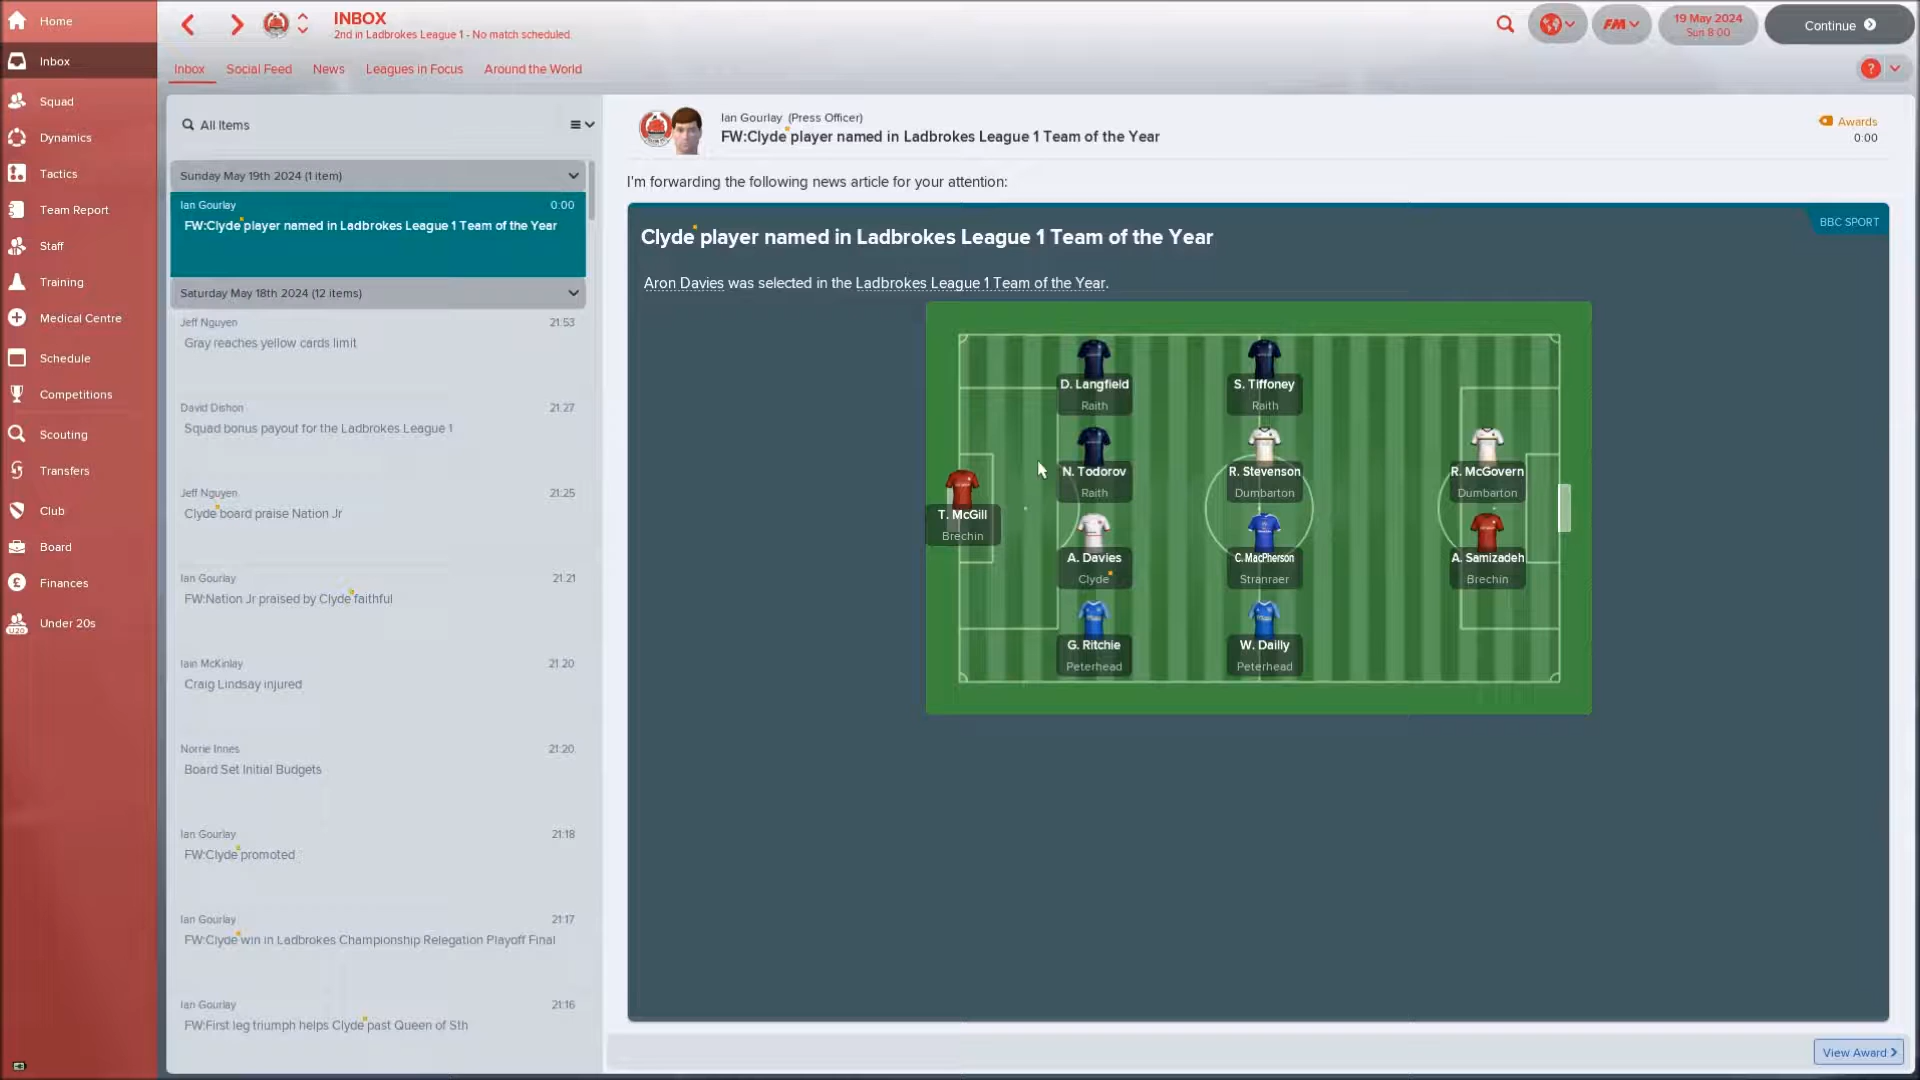 Home
Inbox
Squad
Dynamics
Tactics
Team Report
Staff
Training
Medical Centre
Schedule
Competitions
Scouting
Transfers
Club
Board
Finances
Under 20s
INBOX
2nd in Ladbrokes League 1 - No match scheduled.
FM
19 May 2024
Sun 8:00
Continue
Inbox Social Feed News Leagues in Focus Around the World
?
All Items
Sunday May 19th 2024 (1 item)
Ian Gourlay 0:00
FW:Clyde player named in Ladbrokes League 1 Team of the Year
Saturday May 18th 2024 (12 items)
Jeff Nguyen 21:53
Gray reaches yellow cards limit
David Dishon 21:27
Squad bonus payout for the Ladbrokes League 1
Jeff Nguyen 21:25
Clyde board praise Nation Jr
Ian Gourlay 21:21
FW:Nation Jr praised by Clyde faithful
Iain McKinlay 21:20
Craig Lindsay injured
Norrie Innes 21:20
Board Set Initial Budgets
Ian Gourlay 21:18
FW:Clyde promoted
Ian Gourlay 21:17
FW:Clyde win in Ladbrokes Championship Relegation Playoff Final
Ian Gourlay 21:16
FW:First leg triumph helps Clyde past Queen of Sth
Ian Gourlay (Press Officer)
FW:Clyde player named in Ladbrokes League 1 Team of the Year
Awards
0:00
I'm forwarding the following news article for your attention:
BBC SPORT
Clyde player named in Ladbrokes League 1 Team of the Year
Aron Davies was selected in the Ladbrokes League 1 Team of the Year.
D. Langfield
Raith
S. Tiffoney
Raith
N. Todorov
Raith
R. Stevenson
Dumbarton
R. McGovern
Dumbarton
T. McGill
Brechin
A. Davies
Clyde
C. MacPherson
Stranraer
A. Samizadeh
Brechin
G. Ritchie
Peterhead
W. Dailly
Peterhead
View Award